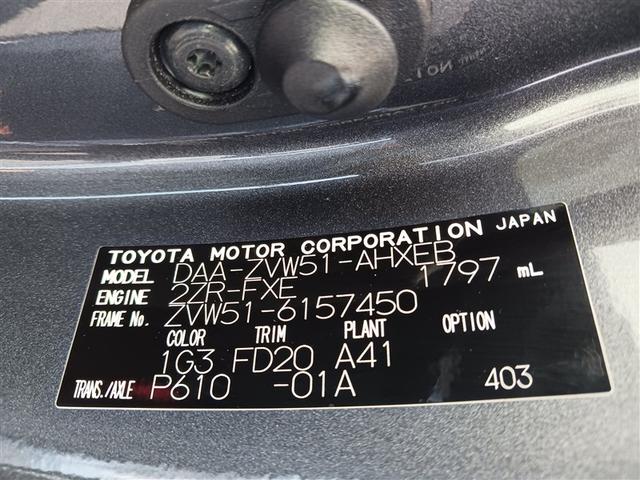 TOYOTA MOTOR CORPORATION JAPAN
MODEL DAA-ZVW51-AHXEB
ENGINE 2ZR-FXE 1797 mL
FRAME No. ZVW51-6157450
COLOR TRIM PLANT OPTION
1G3 FD20 A41
TRANS./AXLE P610 -01A 403